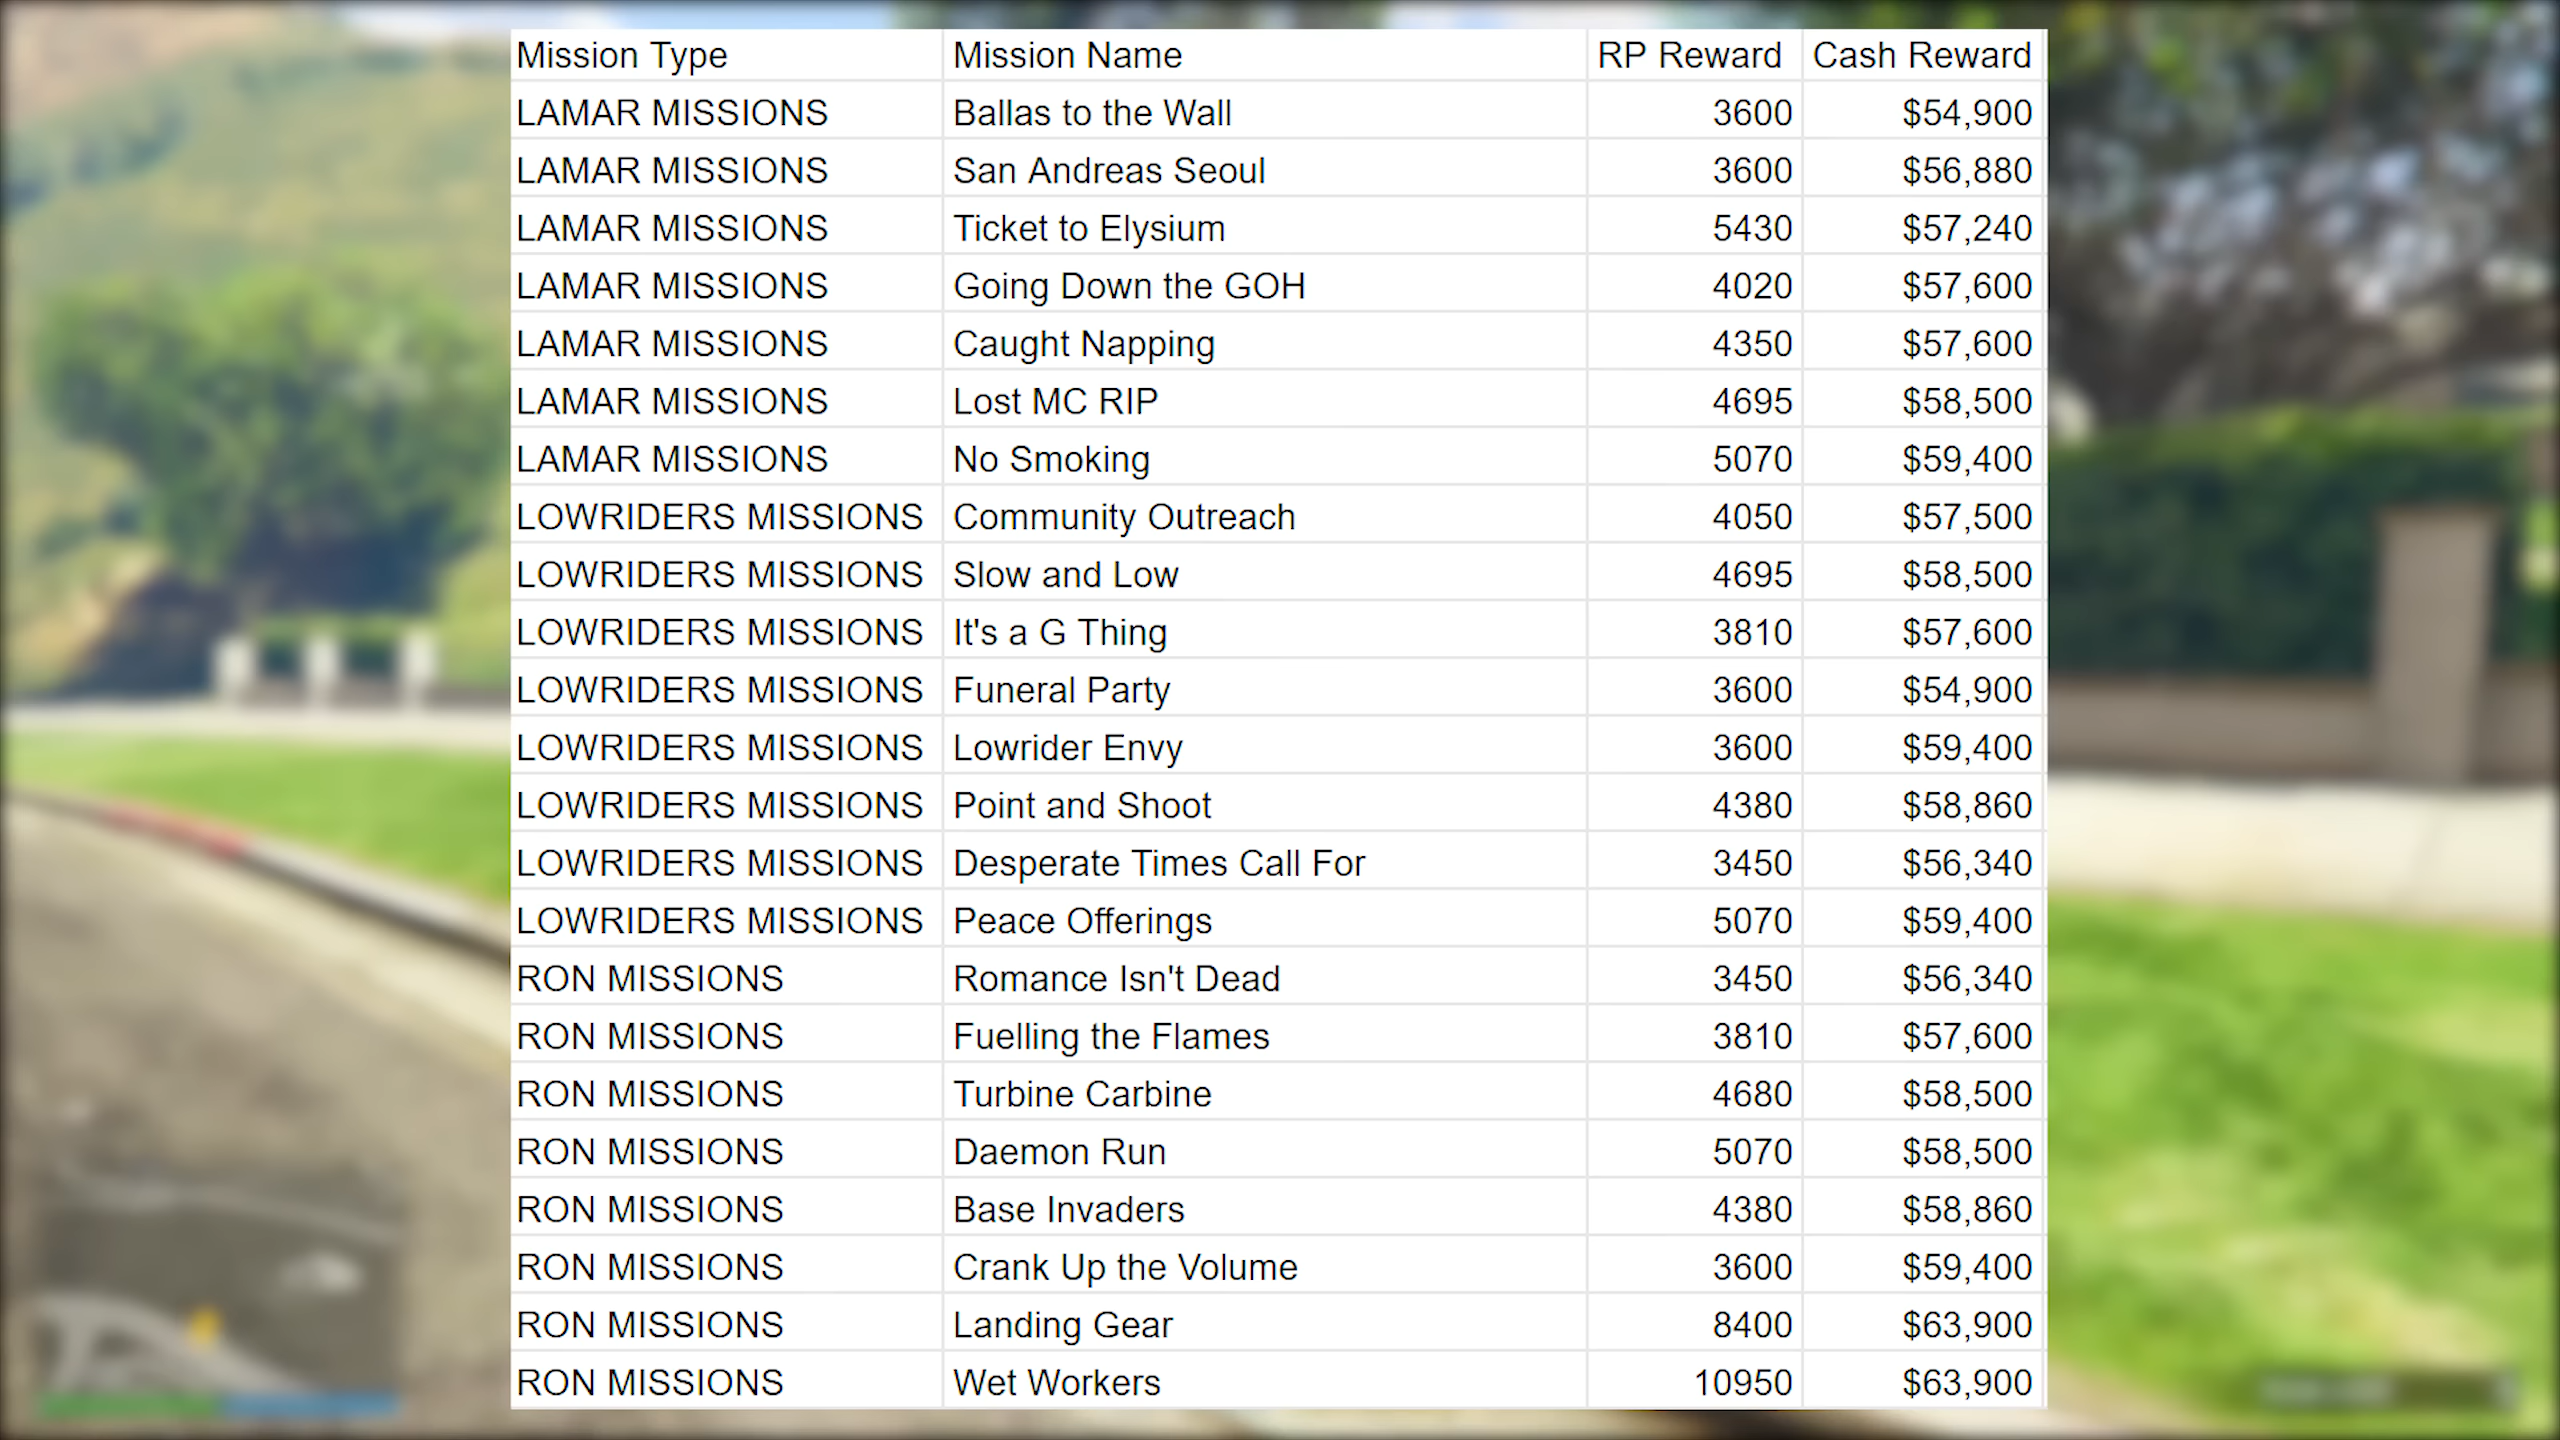 Mission Type Mission Name RP Reward Cash Reward
LAMAR MISSIONS Ballas to the Wall 3600 $54,900
LAMAR MISSIONS San Andreas Seoul 3600 $56,880
LAMAR MISSIONS Ticket to Elysium 5430 $57,240
LAMAR MISSIONS Going Down the GOH 4020 $57,600
LAMAR MISSIONS Caught Napping 4350 $57,600
LAMAR MISSIONS Lost MC RIP 4695 $58,500
LAMAR MISSIONS No Smoking 5070 $59,400
LOWRIDERS MISSIONS Community Outreach 4050 $57,500
LOWRIDERS MISSIONS Slow and Low 4695 $58,500
LOWRIDERS MISSIONS It's a G Thing 3810 $57,600
LOWRIDERS MISSIONS Funeral Party 3600 $54,900
LOWRIDERS MISSIONS Lowrider Envy 3600 $59,400
LOWRIDERS MISSIONS Point and Shoot 4380 $58,860
LOWRIDERS MISSIONS Desperate Times Call For 3450 $56,340
LOWRIDERS MISSIONS Peace Offerings 5070 $59,400
RON MISSIONS Romance Isn't Dead 3450 $56,340
RON MISSIONS Fuelling the Flames 3810 $57,600
RON MISSIONS Turbine Carbine 4680 $58,500
RON MISSIONS Daemon Run 5070 $58,500
RON MISSIONS Base Invaders 4380 $58,860
RON MISSIONS Crank Up the Volume 3600 $59,400
RON MISSIONS Landing Gear 8400 $63,900
RON MISSIONS Wet Workers 10950 $63,900